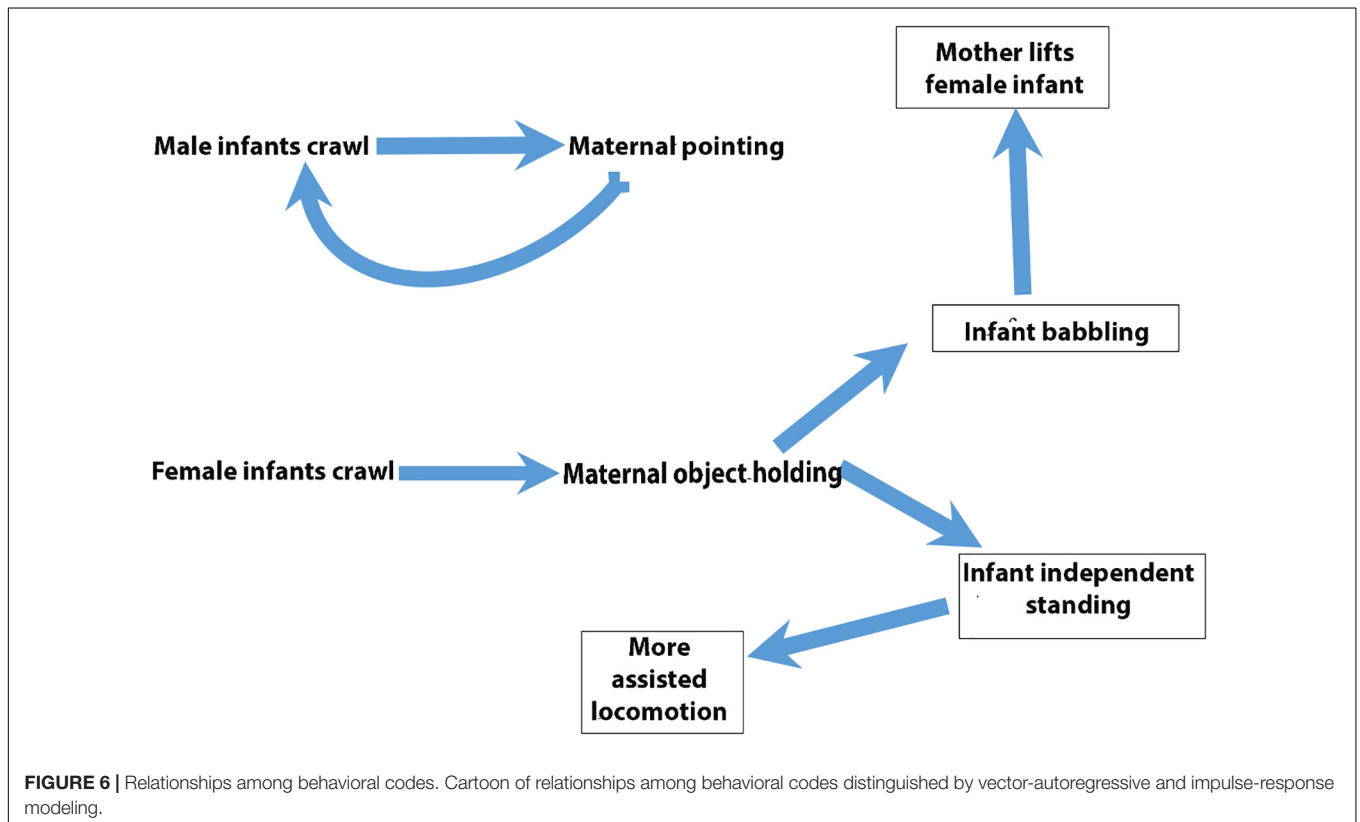 Mother lifts
female infant
Male infants crawl
Maternal pointing
Infant babbling
Female infants crawl
Maternal object holding
Infant independent
standing
More
assisted
locomotion
FIGURE 6 | Relationships among behavioral codes. Cartoon of relationships among behavioral codes distinguished by vector-autoregressive and impulse-response
modeling.